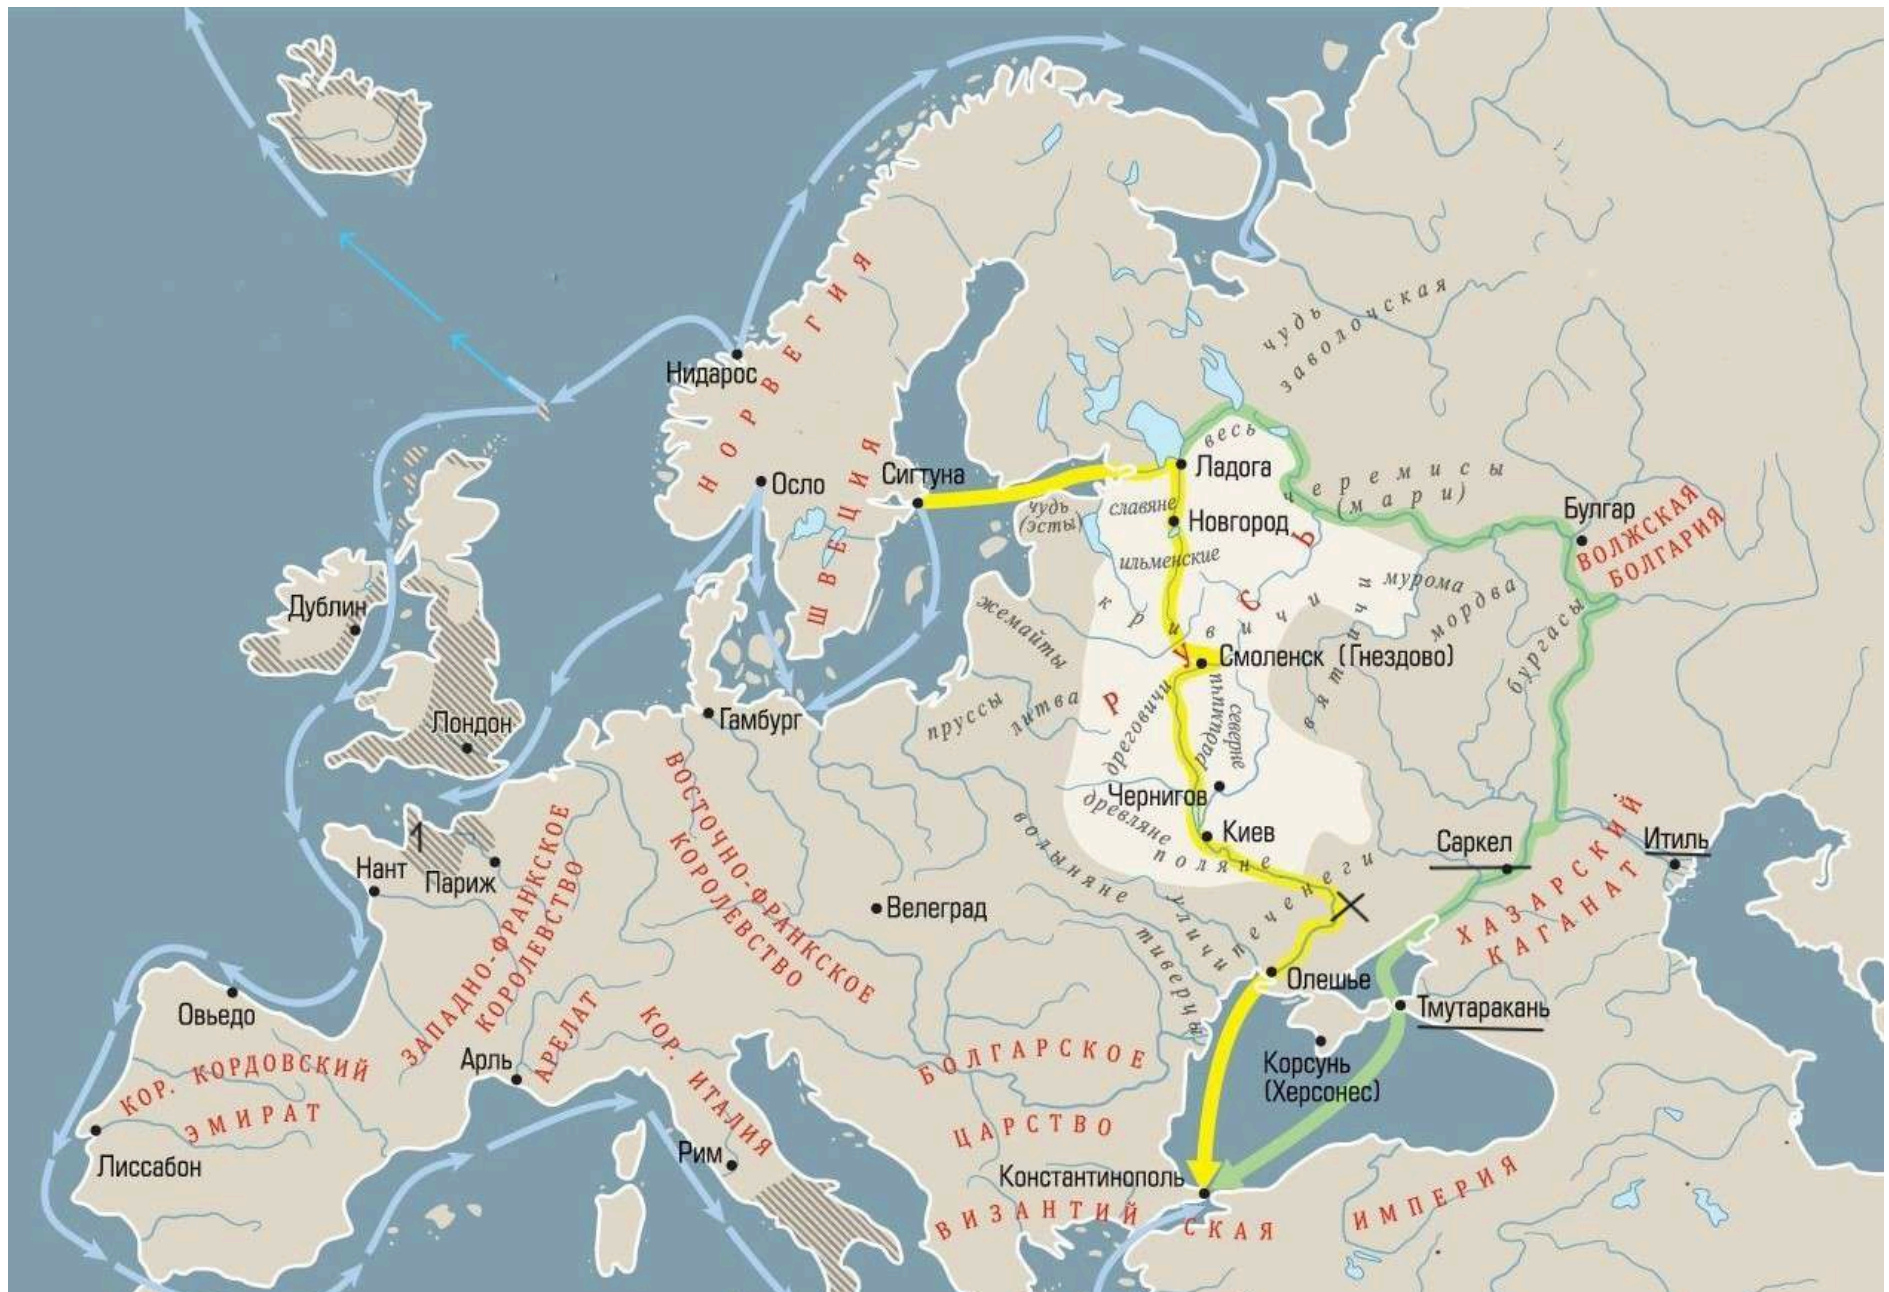 НОРВЕГИЯ
ШВЕЦИЯ
Нидарос
Осло
Сигтуна
чудь
заволочская
весь
Ладога
черемисы
(мари)
Булгар
ВОЛЖСКАЯ
БОЛГАРИЯ
чудь
(эсты)
славяне
ильменские
Новгород
РУСЬ
кривичи
мурома
мордва
бургасы
вятичи
Смоленск (Гнездово)
жемайты
литва
пруссы
дреговичи
радимичи
северяне
Чернигов
древляне
Киев
поляне
волыняне
уличи
тиверцы
печенеги
Дублин
Лондон
Гамбург
1
Нант
Париж
ЗАПАДНО-ФРАНКСКОЕ
КОРОЛЕВСТВО
ВОСТОЧНО-ФРАНКСКОЕ
КОРОЛЕВСТВО
Велеград
Саркел
Итиль
ХАЗАРСКИЙ
КАГАНАТ
Олешье
Тмутаракань
Корсунь
(Херсонес)
Овьедо
КОР. КОРДОВСКИЙ
ЭМИРАТ
Лиссабон
Арль
АРЕЛАТ
КОР. ИТАЛИЯ
Рим
БОЛГАРСКОЕ
ЦАРСТВО
Константинополь
ВИЗАНТИЙСКАЯ ИМПЕРИЯ